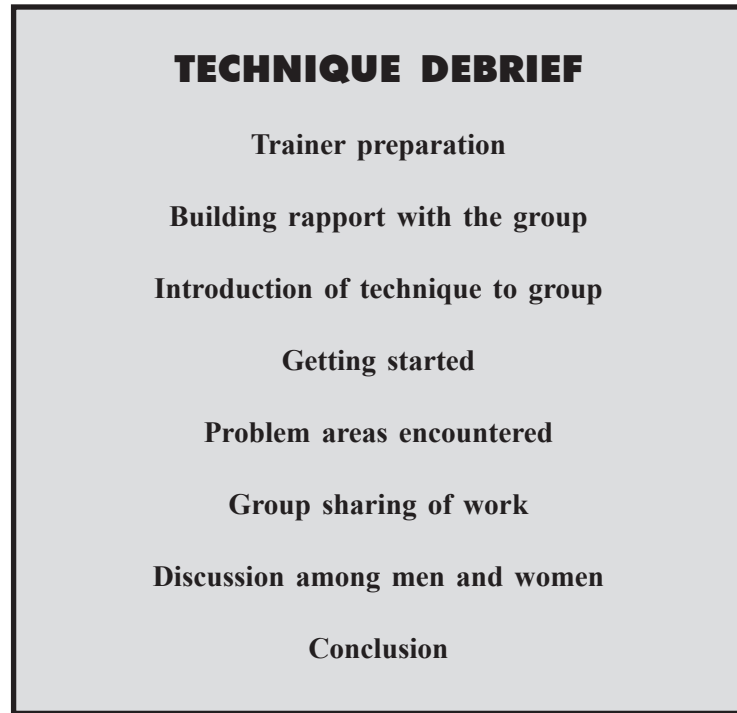 TECHNIQUE DEBRIEF
Trainer preparation
Building rapport with the group
Introduction of technique to group
Getting started
Problem areas encountered
Group sharing of work
Discussion among men and women
Conclusion